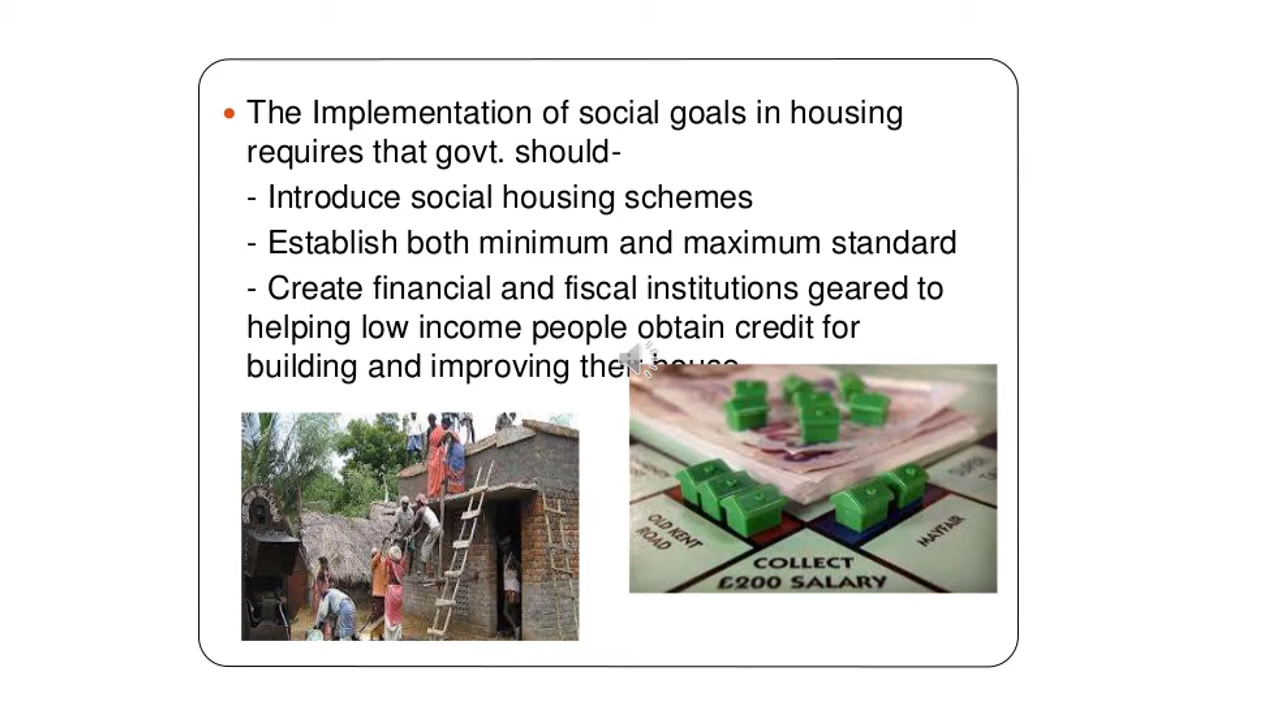 • The Implementation of social goals in housing
requires that govt. should-
- Introduce social housing schemes
- Establish both minimum and maximum standard
- Create financial and fiscal institutions geared to
helping low income people obtain credit for
building and improving their house
OLD KENT
ROAD
MAYFAIR
COLLECT
£200 SALARY